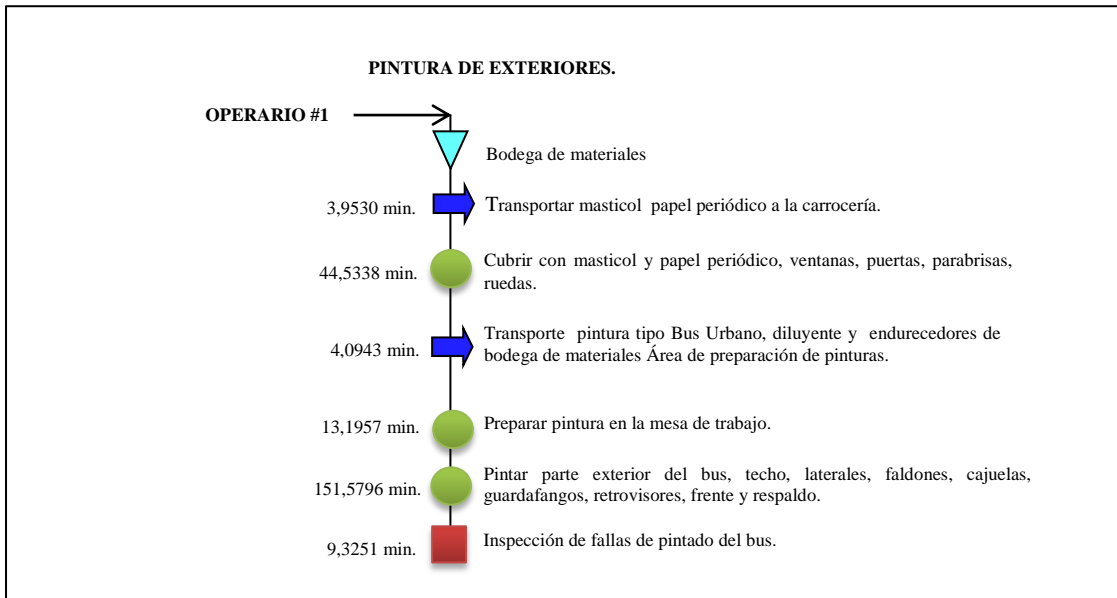 PINTURA DE EXTERIORES.
OPERARIO #1
Bodega de materiales
3,9530 min.
Transportar masticol papel periódico a la carrocería.
44,5338 min.
Cubrir con masticol y papel periódico, ventanas, puertas, parabrisas,
ruedas.
4,0943 min.
Transporte pintura tipo Bus Urbano, diluyente y endurecedores de
bodega de materiales Área de preparación de pinturas.
13,1957 min.
Preparar pintura en la mesa de trabajo.
151,5796 min.
Pintar parte exterior del bus, techo, laterales, faldones, cajuelas,
guardafangos, retrovisores, frente y respaldo.
9,3251 min.
Inspección de fallas de pintado del bus.